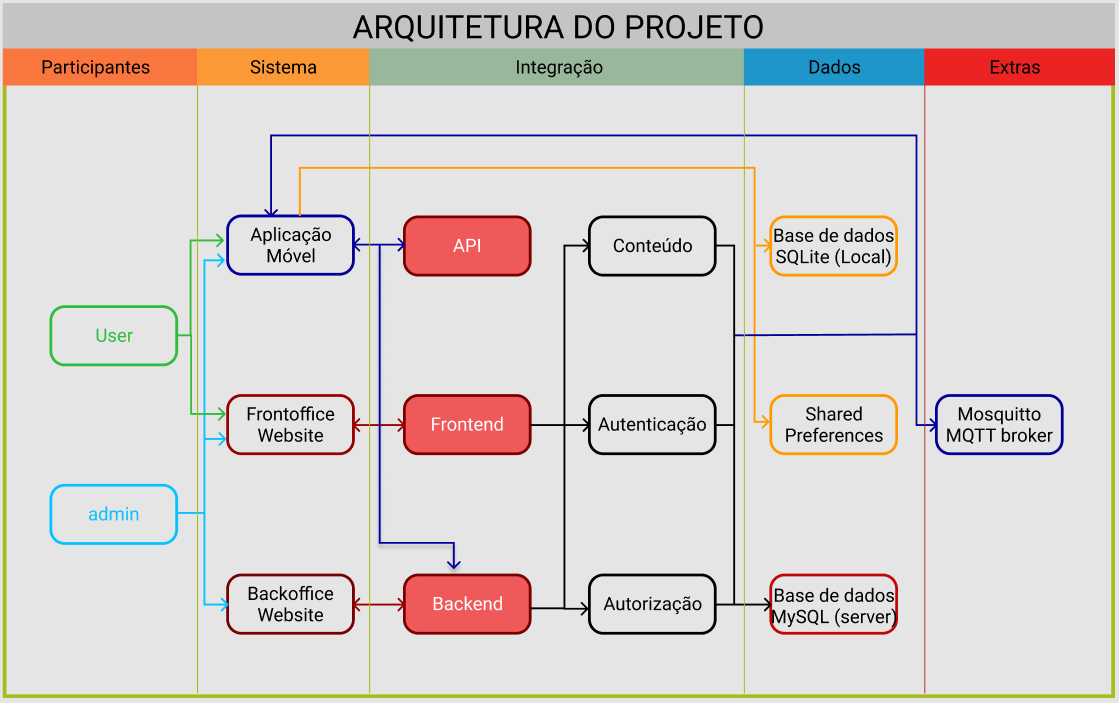 ARQUITETURA DO PROJETO
Participantes
Sistema
Integração
Dados
Extras
Aplicação
Móvel
API
Conteúdo
Base de dados
SQLite (Local)
User
Frontoffice
Website
Frontend
Autenticação
Shared
Preferences
Mosquitto
MQTT broker
admin
Backoffice
Website
Backend
Autorização
Base de dados
MySQL (server)